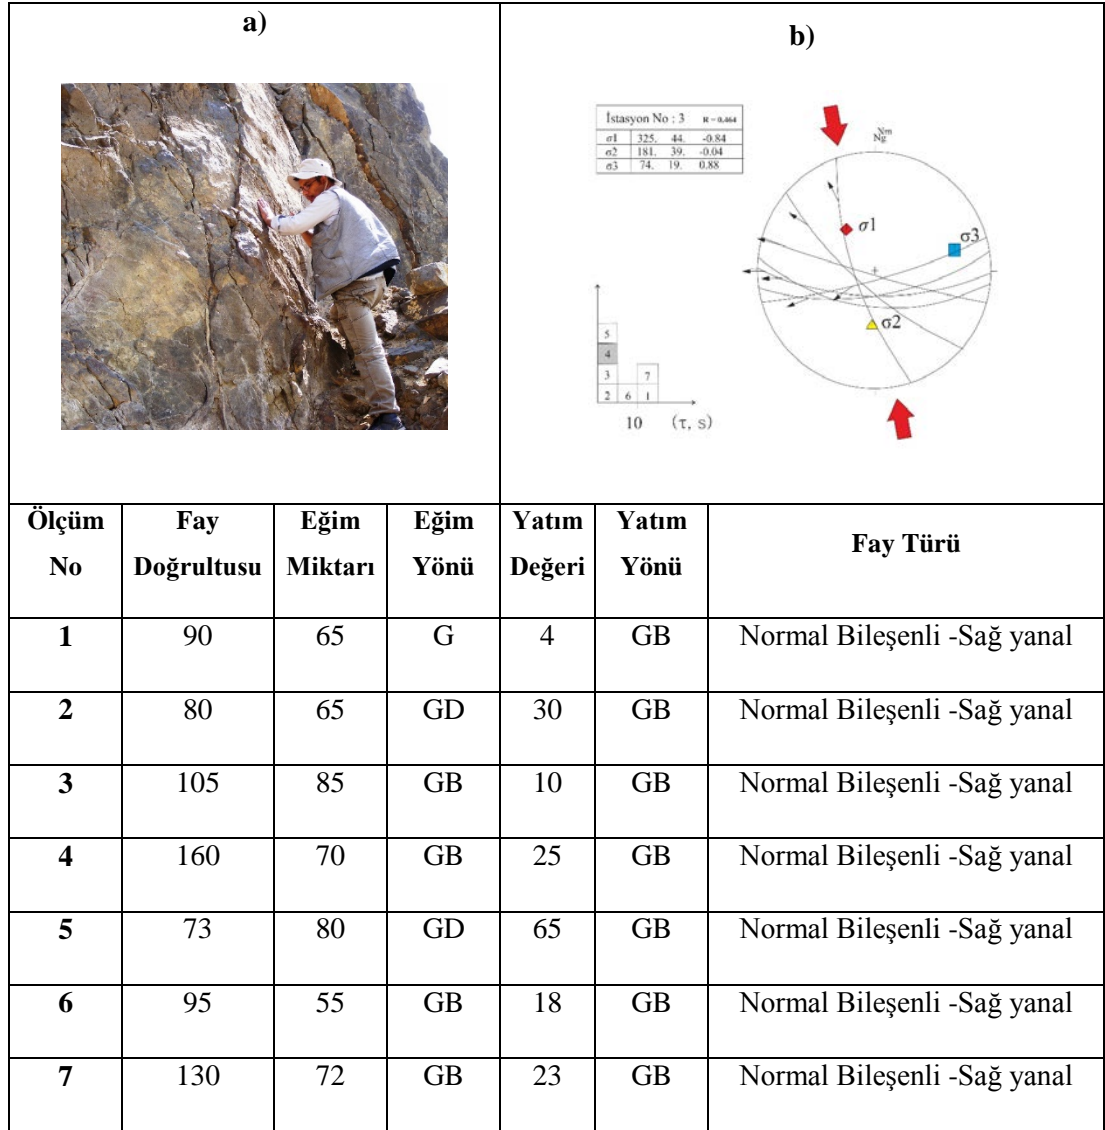 a)
b)
İstasyon No : 3 R = 0.464
σ1 325. 44. -0.84
σ2 181. 39. -0.04
σ3 74. 19. 0.88
Nm
Ng
σ1
σ3
σ2
5
4
3 7
2 6 1
10 (τ, s)
Ölçüm No Fay Doğrultusu Eğim Miktarı Eğim Yönü Yatım Değeri Yatım Yönü Fay Türü
1 90 65 G 4 GB Normal Bileşenli -Sağ yanal
2 80 65 GD 30 GB Normal Bileşenli -Sağ yanal
3 105 85 GB 10 GB Normal Bileşenli -Sağ yanal
4 160 70 GB 25 GB Normal Bileşenli -Sağ yanal
5 73 80 GD 65 GB Normal Bileşenli -Sağ yanal
6 95 55 GB 18 GB Normal Bileşenli -Sağ yanal
7 130 72 GB 23 GB Normal Bileşenli -Sağ yanal